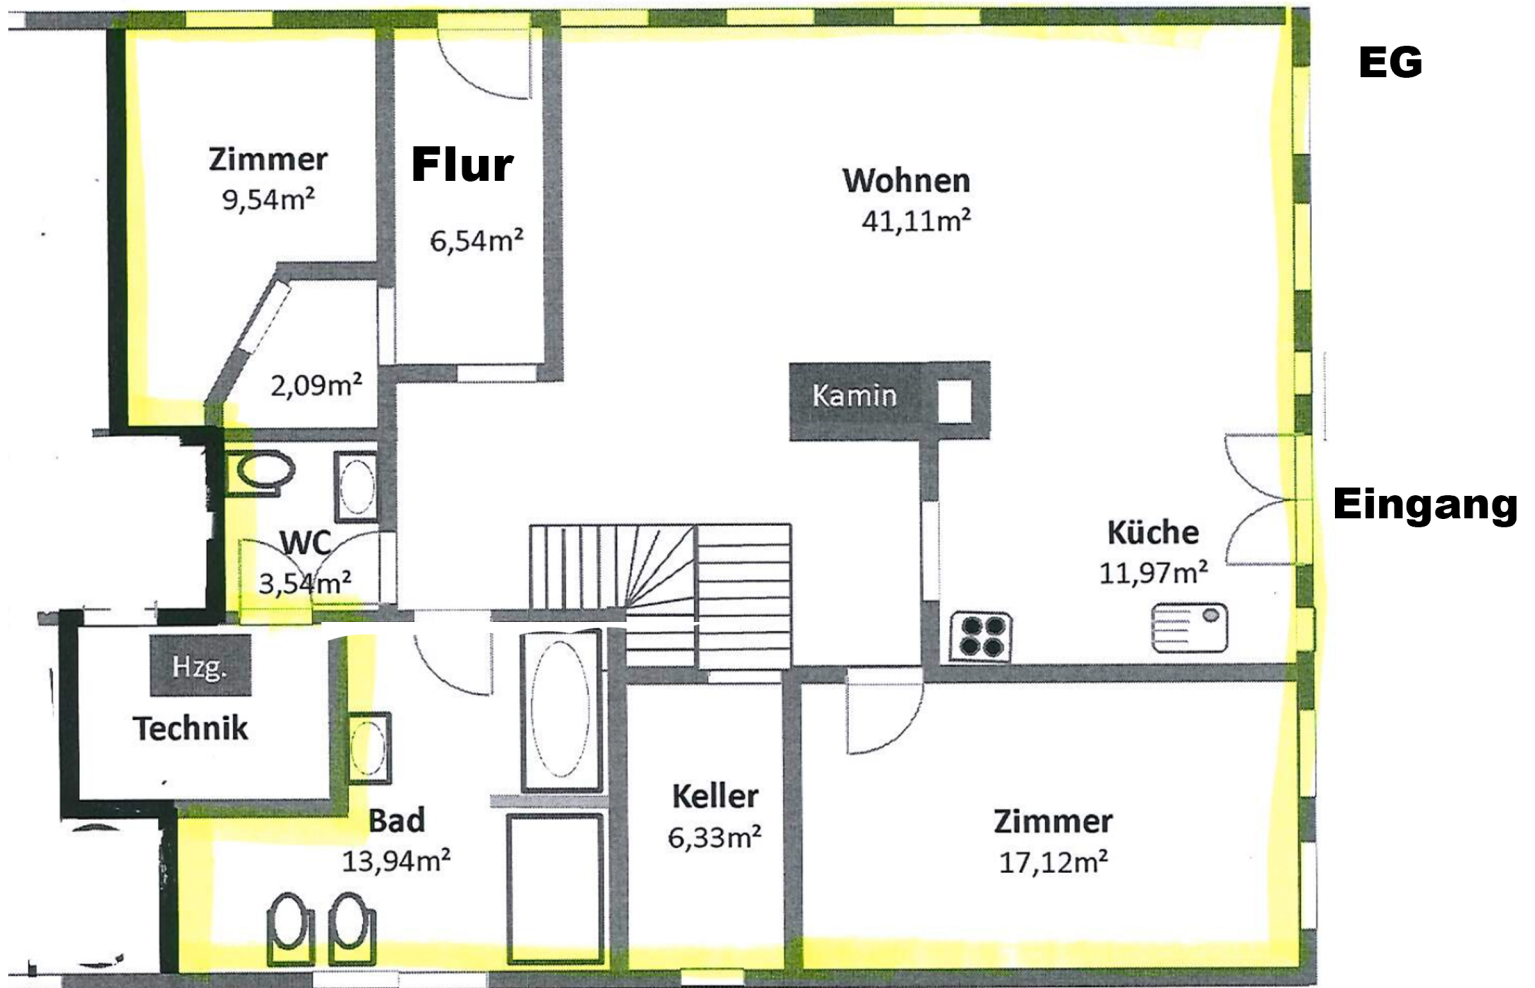 EG
Zimmer
9,54m²
Flur
6,54m²
Wohnen
41,11m²
2,09m²
Kamin
WC
3,54m²
Küche
11,97m²
Eingang
Hzg.
Technik
Bad
13,94m²
Keller
6,33m²
Zimmer
17,12m²